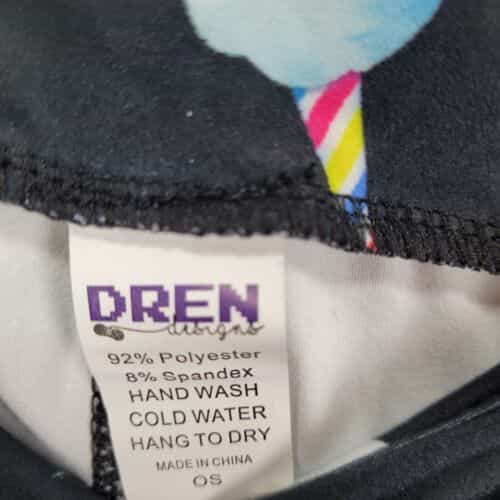 DREN
designs
92% Polyester
8% Spandex
HAND WASH
COLD WATER
HANG TO DRY
MADE IN CHINA
OS